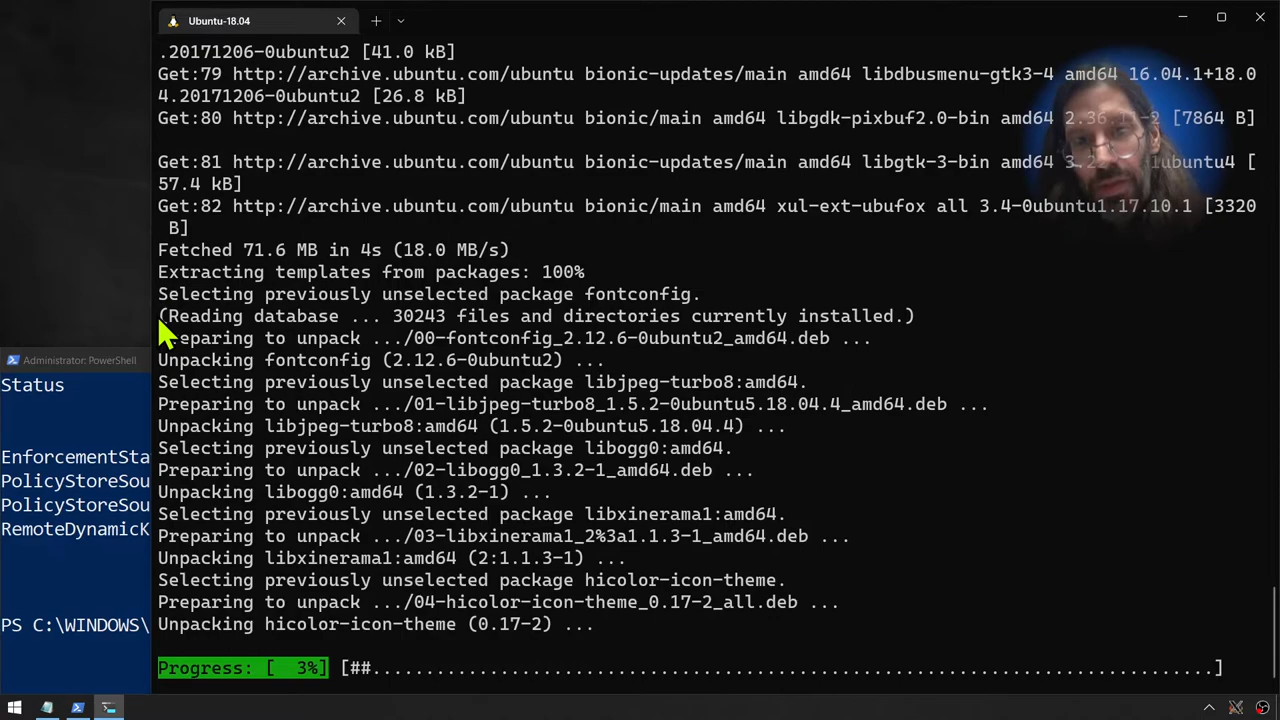 Ubuntu-18.04
.20171206-0ubuntu2 [41.0 kB]
Get:79 http://archive.ubuntu.com/ubuntu bionic-updates/main amd64 libdbusmenu-gtk3-4 amd64 16.04.1+18.0
4.20171206-0ubuntu2 [26.8 kB]
Get:80 http://archive.ubuntu.com/ubuntu bionic/main amd64 libgdk-pixbuf2.0-bin amd64 2.36.11-2 [7864 B]
Get:81 http://archive.ubuntu.com/ubuntu bionic/main amd64 libgtk-3-bin amd64 [
57.4 kB]
Get:82 http://archive.ubuntu.com/ubuntu bionic/main amd64 xul-ext-ubufox all 3.4-0ubuntu1.17.10.1 [3320
B]
Fetched 71.6 MB in 4s (18.0 MB/s)
Extracting templates from packages: 100%
Selecting previously unselected package fontconfig.
(Reading database ... 30243 files and directories currently installed.)
Preparing to unpack .../00-fontconfig_2.12.6-0ubuntu2_amd64.deb ...
Unpacking fontconfig (2.12.6-0ubuntu2) ...
Selecting previously unselected package libjpeg-turbo8:amd64.
Preparing to unpack .../01-libjpeg-turbo8_1.5.2-0ubuntu5.18.04.4_amd64.deb ...
Unpacking libjpeg-turbo8:amd64 (1.5.2-0ubuntu5.18.04.4) ...
Selecting previously unselected package libogg0:amd64.
Preparing to unpack .../02-libogg0_1.3.2-1_amd64.deb ...
Unpacking libogg0:amd64 (1.3.2-1) ...
Selecting previously unselected package libxinerama1:amd64.
Preparing to unpack .../03-libxinerama1_2%3a1.1.3-1_amd64.deb ...
Unpacking libxinerama1:amd64 (2:1.1.3-1) ...
Selecting previously unselected package hicolor-icon-theme.
Preparing to unpack .../04-hicolor-icon-theme_0.17-2_all.deb ...
Unpacking hicolor-icon-theme (0.17-2) ...
Progress: [  3%] [##................................................................................................]
Administrator: PowerShell
Status
EnforcementSta
PolicyStoreSou
PolicyStoreSou
RemoteDynamicK
PS C:\WINDOWS\